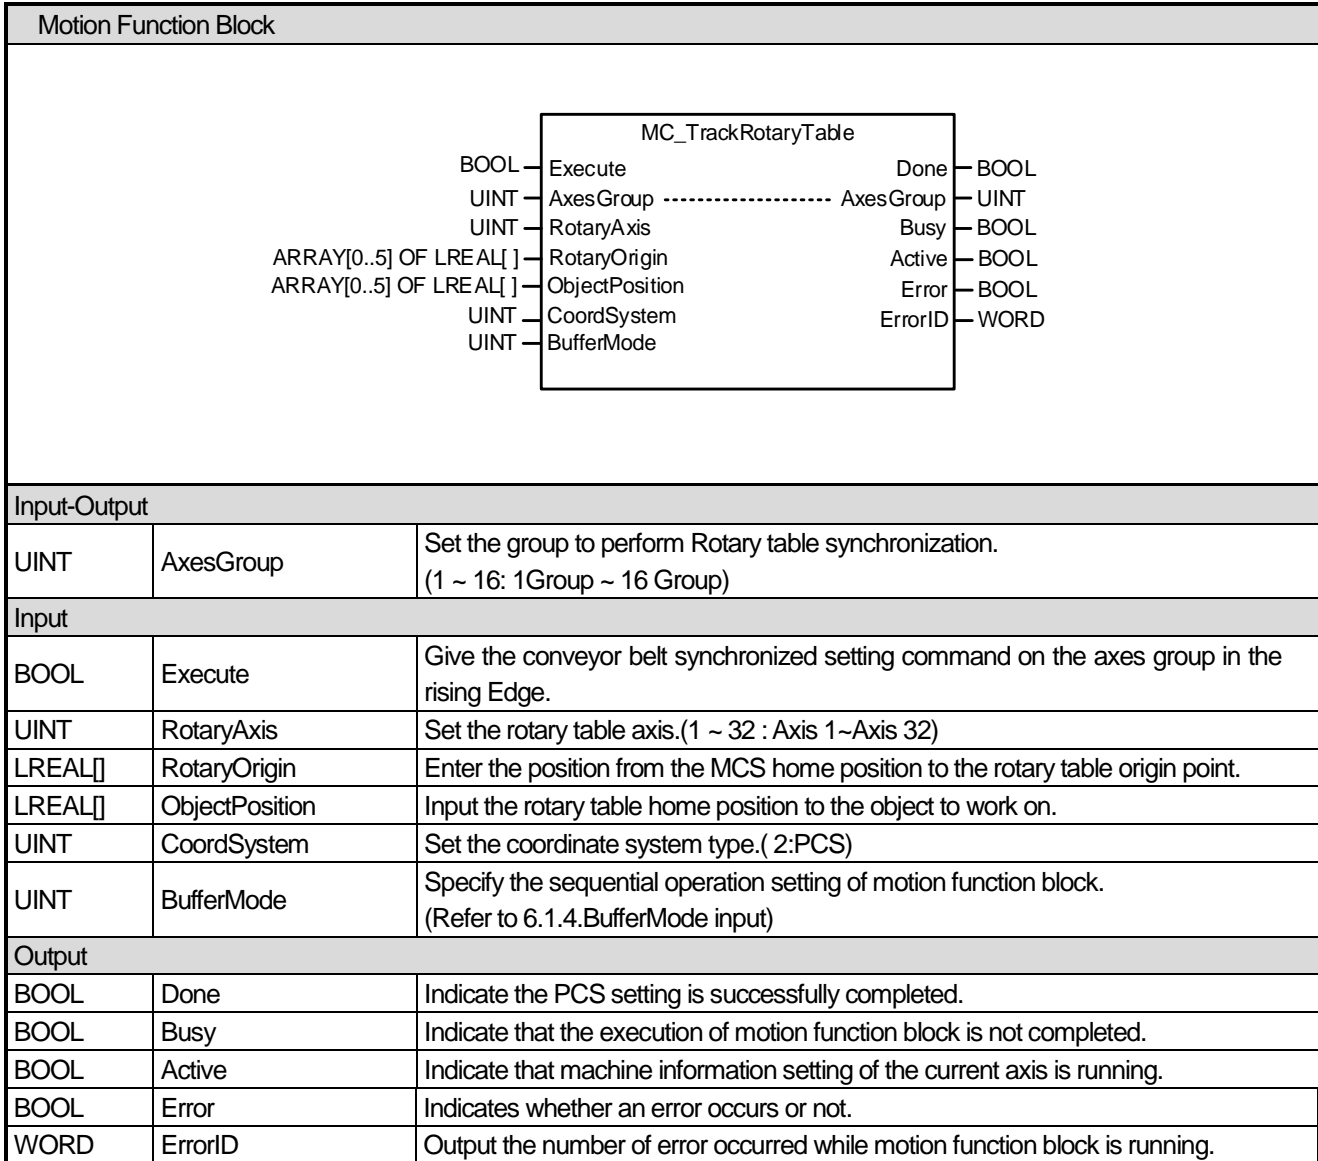 Motion Function Block
MC_TrackRotaryTable
BOOL Execute Done BOOL
UINT AxesGroup AxesGroup UINT
UINT RotaryAxis Busy BOOL
ARRAY[0..5] OF LREAL[ ] RotaryOrigin Active BOOL
ARRAY[0..5] OF LREAL[ ] ObjectPosition Error BOOL
UINT CoordSystem ErrorID WORD
UINT BufferMode
Input-Output
UINT AxesGroup Set the group to perform Rotary table synchronization.
(1 ~ 16: 1Group ~ 16 Group)
Input
BOOL Execute Give the conveyor belt synchronized setting command on the axes group in the
rising Edge.
UINT RotaryAxis Set the rotary table axis.(1 ~ 32 : Axis 1~Axis 32)
LREAL[] RotaryOrigin Enter the position from the MCS home position to the rotary table origin point.
LREAL[] ObjectPosition Input the rotary table home position to the object to work on.
UINT CoordSystem Set the coordinate system type.( 2:PCS)
UINT BufferMode Specify the sequential operation setting of motion function block.
(Refer to 6.1.4.BufferMode input)
Output
BOOL Done Indicate the PCS setting is successfully completed.
BOOL Busy Indicate that the execution of motion function block is not completed.
BOOL Active Indicate that machine information setting of the current axis is running.
BOOL Error Indicates whether an error occurs or not.
WORD ErrorID Output the number of error occurred while motion function block is running.